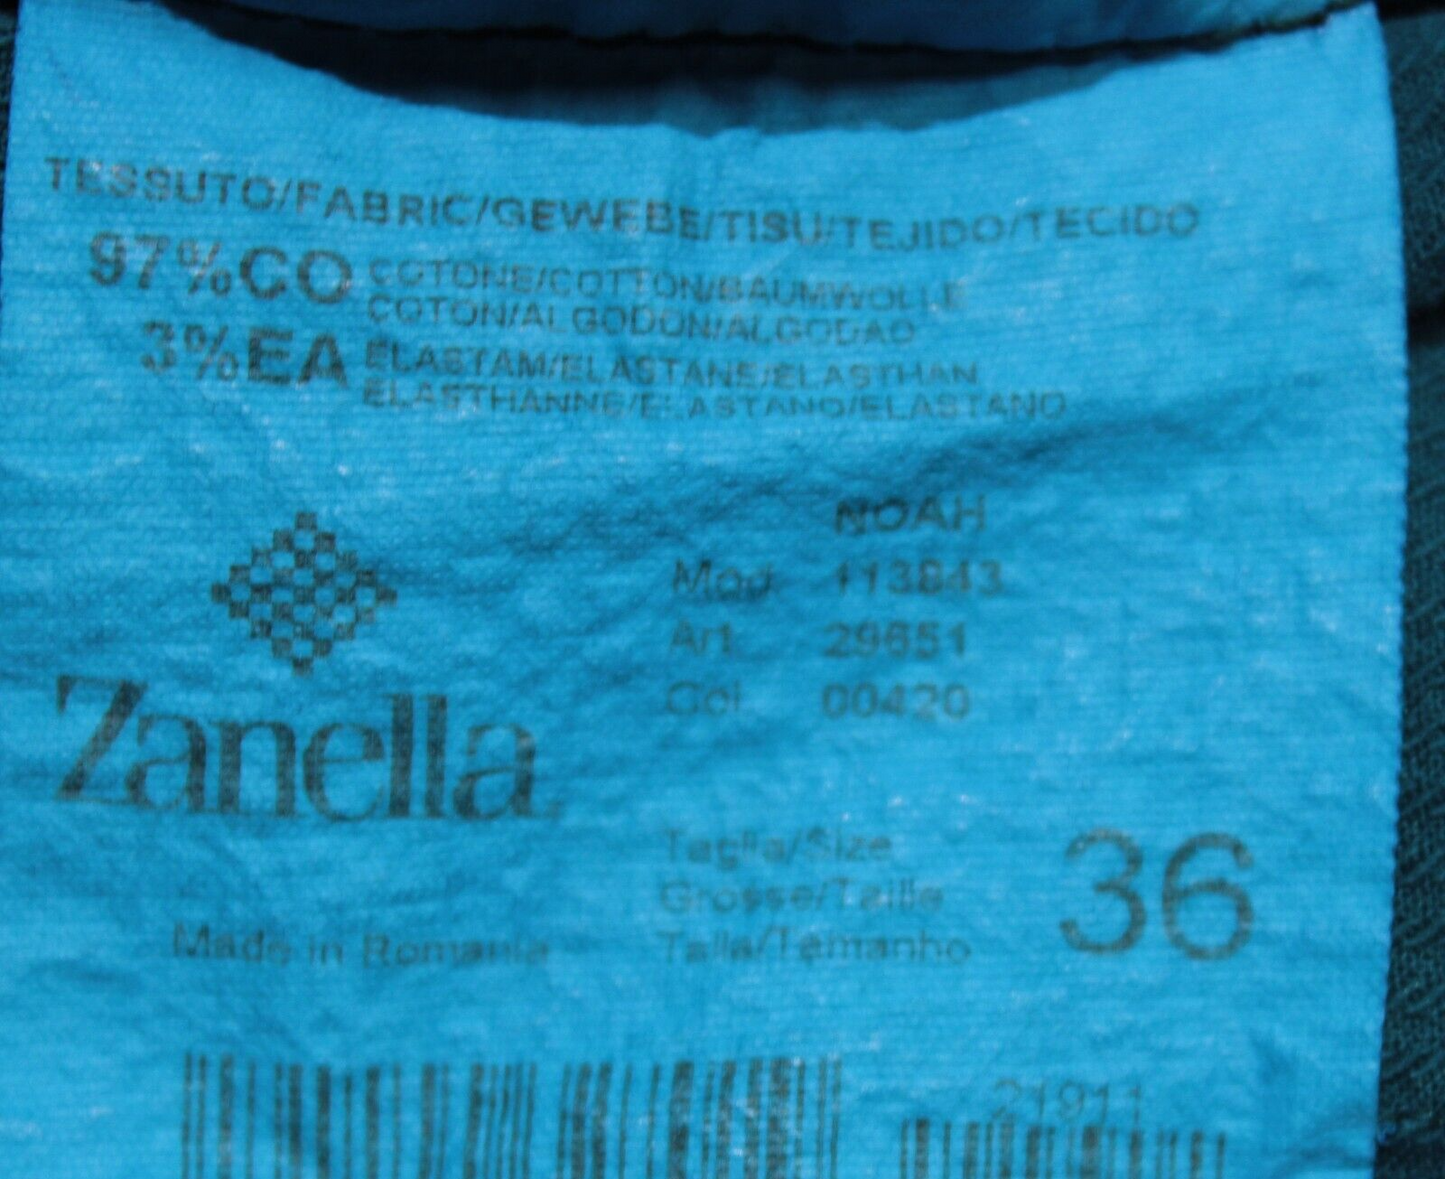 TESSUTO/FABRIC/GEWEBE/TISU/TEJIDO/TECIDO
97%CO COTONE/COTTON/BAUMWOLLE
COTON/ALGODON/ALGODAO
3%EA ELASTAM/ELASTANE/ELASTHAN
ELASTHANNE/ELASTANO/ELASTANO
NOAH
Mod 113843
Art 29651
Col. 00420
Zanella
Taglia/Size
Grosse/Taille
Talla/Tamanho
36
Made in Romania
21911